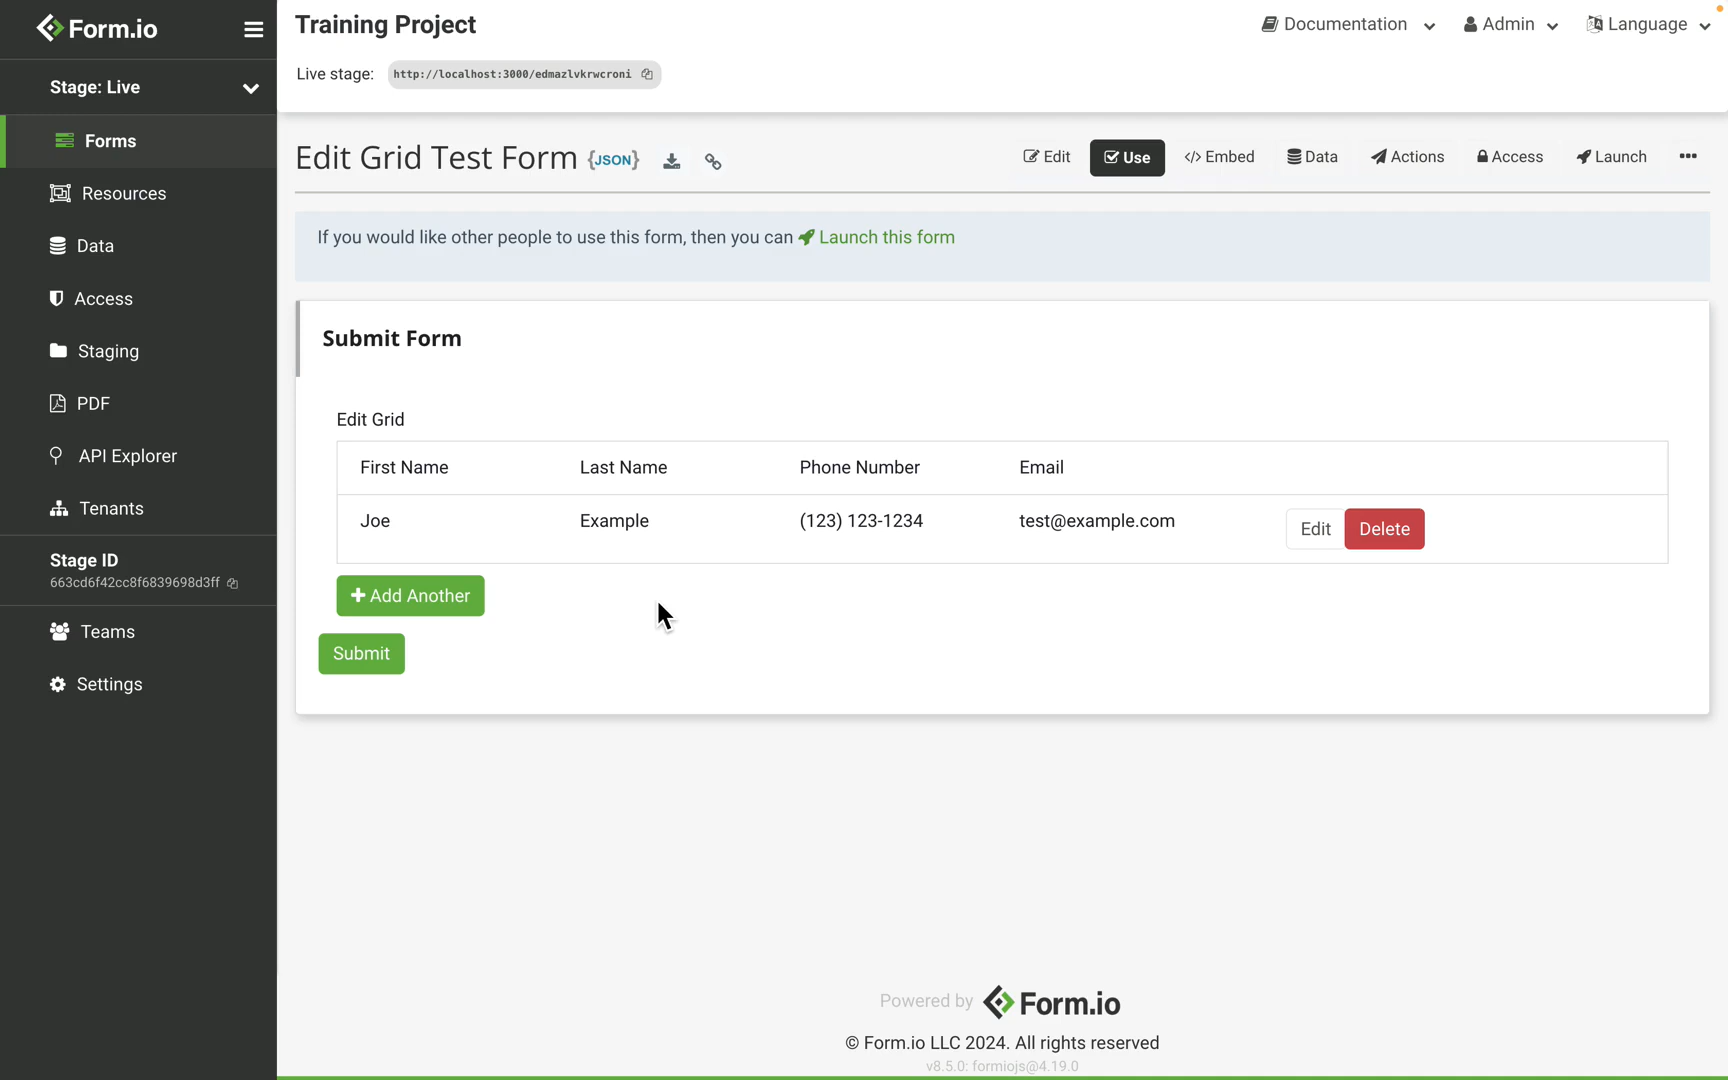 Form.io
Stage: Live
Forms
Resources
Data
Access
Staging
PDF
API Explorer
Tenants
Stage ID
663cd6f42cc8f6839698d3ff
Teams
Settings
Training Project
Documentation
Admin
Language
Live stage:
http://localhost:3000/edmazlvkrwcroni
Edit Grid Test Form {JSON}
Edit
Use
</> Embed
Data
Actions
Access
Launch
If you would like other people to use this form, then you can Launch this form
Submit Form
Edit Grid
First Name Last Name Phone Number Email
Joe Example (123) 123-1234 test@example.com Edit Delete
+ Add Another
Submit
Powered by Form.io
© Form.io LLC 2024. All rights reserved
v8.5.0: formiojs@4.19.0